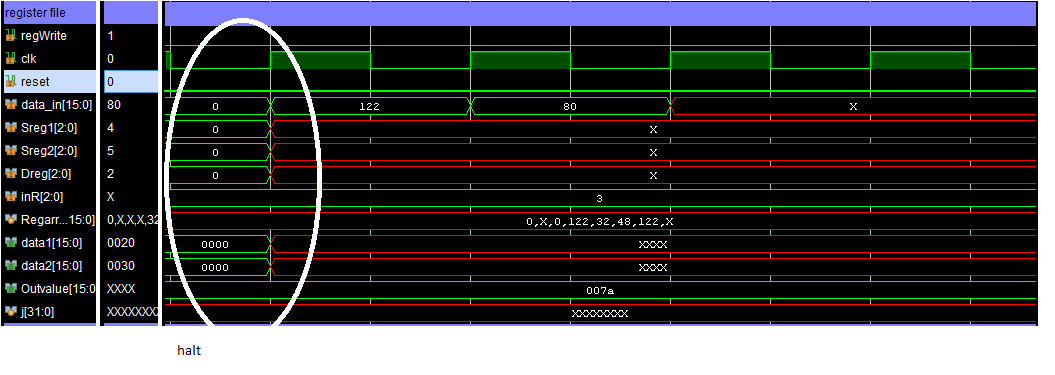 register file
regWrite 1
clk 0
reset 0
data_in[15:0] 80 0 122 80 X
Sreg1[2:0] 4 0 X
Sreg2[2:0] 5 0 X
Dreg[2:0] 2 0 X
inR[2:0] X 3
Regarr...15:0] 0,X,X,X,32 0,X,0,122,32,48,122,X
data1[15:0] 0020 0000 XXXX
data2[15:0] 0030 0000 XXXX
Outvalue[15:0 XXXX 007a
j[31:0] XXXXXXXX XXXXXXXX
halt